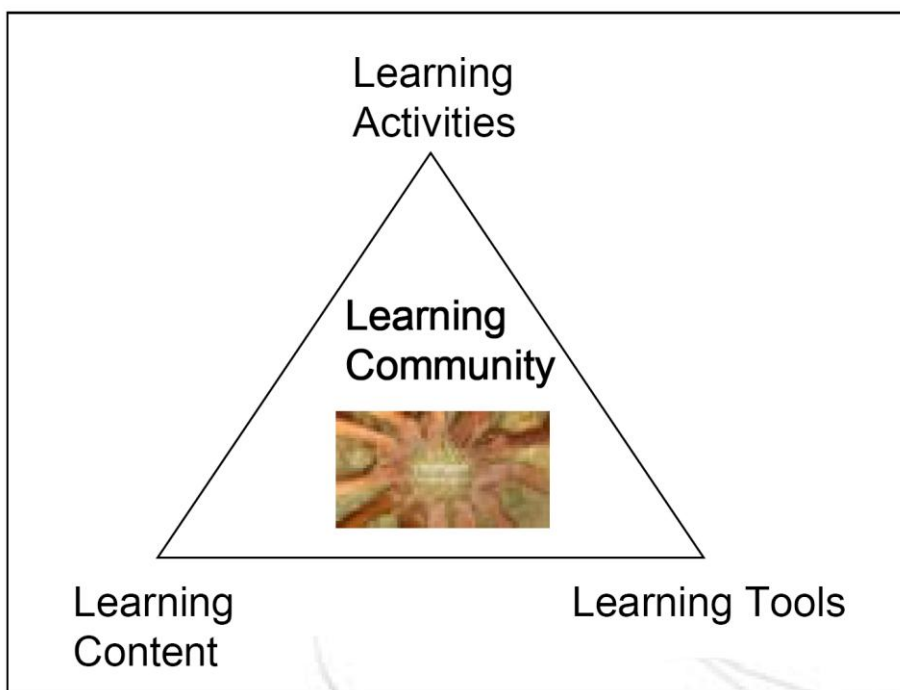 Learning
Activities
Learning
Community
Learning
Content
Learning Tools